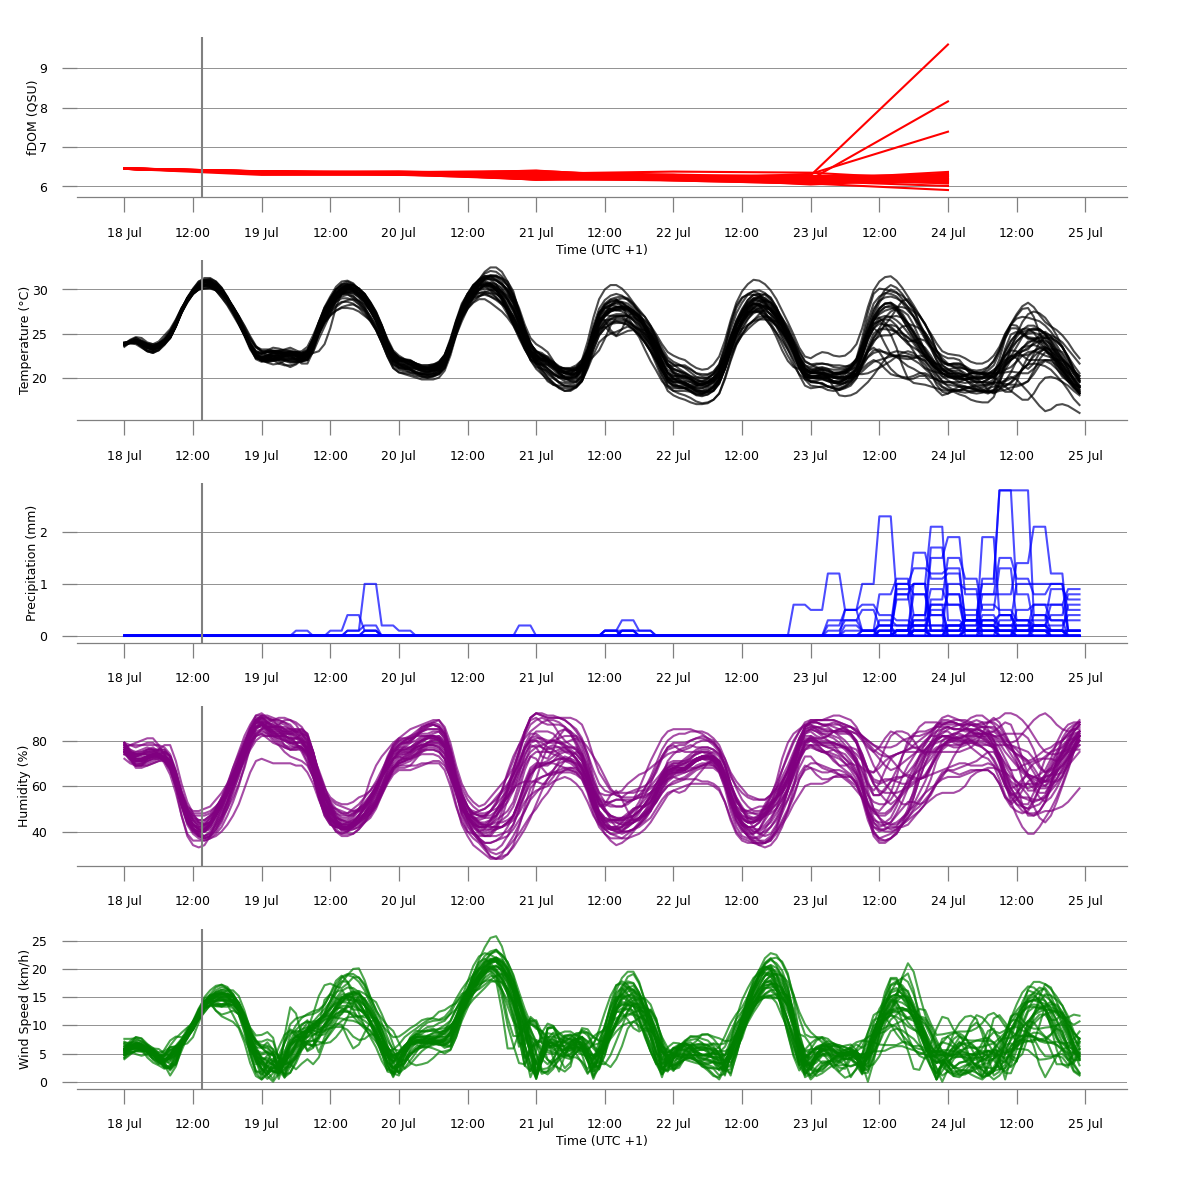 fDOM (QSU)
9
8
7
6
18 Jul 12:00 19 Jul 12:00 20 Jul 12:00 21 Jul 12:00 22 Jul 12:00 23 Jul 12:00 24 Jul 12:00 25 Jul
Time (UTC +1)
Temperature (°C)
30
25
20
18 Jul 12:00 19 Jul 12:00 20 Jul 12:00 21 Jul 12:00 22 Jul 12:00 23 Jul 12:00 24 Jul 12:00 25 Jul
Precipitation (mm)
2
1
0
18 Jul 12:00 19 Jul 12:00 20 Jul 12:00 21 Jul 12:00 22 Jul 12:00 23 Jul 12:00 24 Jul 12:00 25 Jul
Humidity (%)
80
60
40
18 Jul 12:00 19 Jul 12:00 20 Jul 12:00 21 Jul 12:00 22 Jul 12:00 23 Jul 12:00 24 Jul 12:00 25 Jul
Wind Speed (km/h)
25
20
15
10
5
0
18 Jul 12:00 19 Jul 12:00 20 Jul 12:00 21 Jul 12:00 22 Jul 12:00 23 Jul 12:00 24 Jul 12:00 25 Jul
Time (UTC +1)